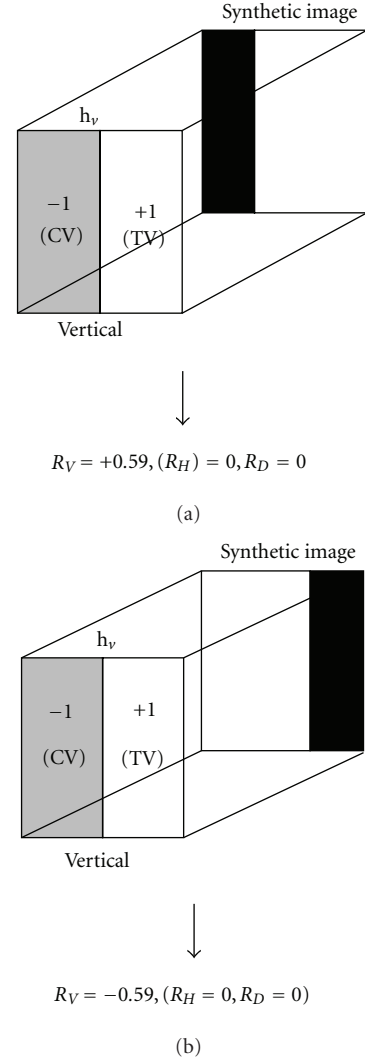 Synthetic image
h_v
−1 +1
(CV) (TV)
Vertical
R_V = +0.59, (R_H) = 0, R_D = 0
(a)
Synthetic image
h_v
−1 +1
(CV) (TV)
Vertical
R_V = −0.59, (R_H = 0, R_D = 0)
(b)